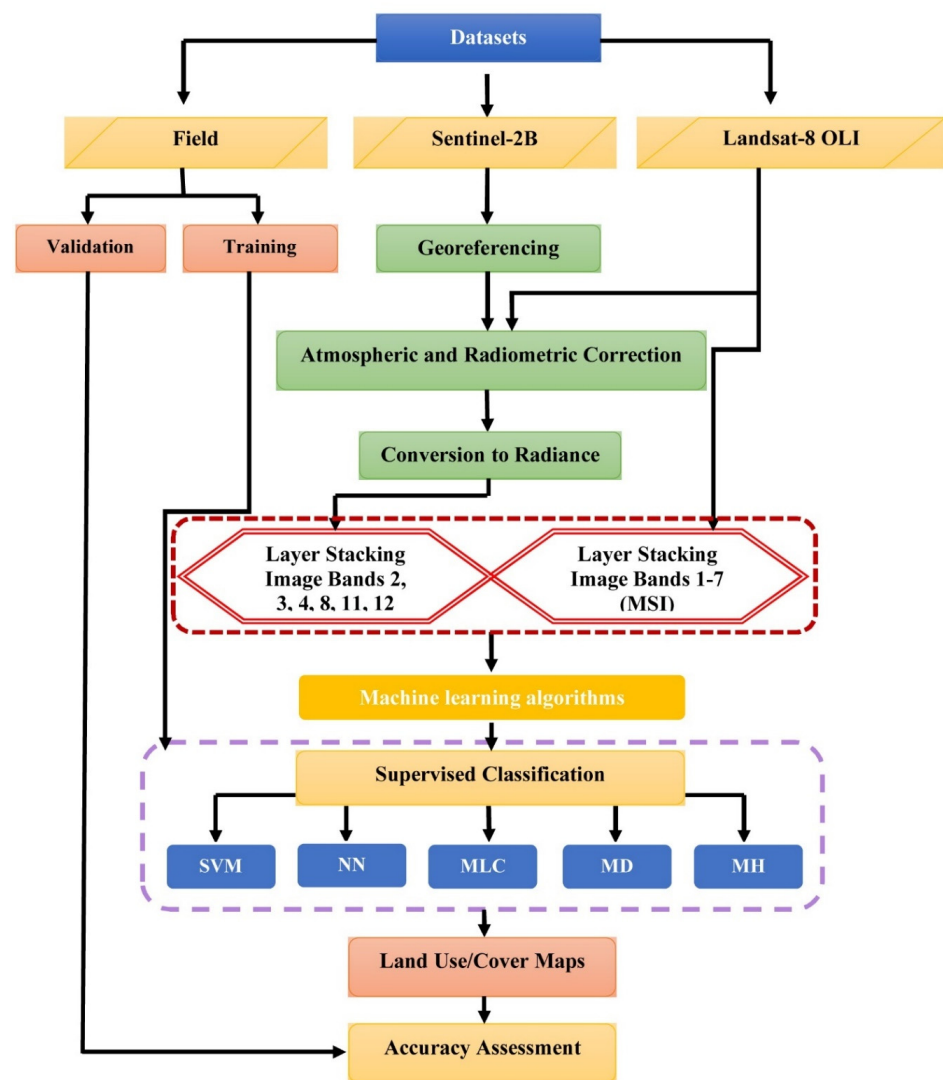 Datasets
Field
Sentinel-2B
Landsat-8 OLI
Validation
Training
Georeferencing
Atmospheric and Radiometric Correction
Conversion to Radiance
Layer Stacking
Image Bands 2,
3, 4, 8, 11, 12
Layer Stacking
Image Bands 1-7
(MSI)
Machine learning algorithms
Supervised Classification
SVM
NN
MLC
MD
MH
Land Use/Cover Maps
Accuracy Assessment